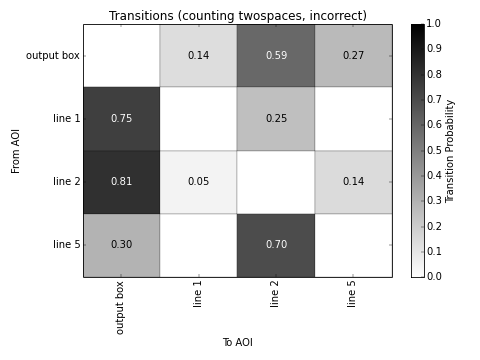 Transitions (counting twospaces, incorrect)
output box
0.14
0.59
0.27
line 1
0.75
0.25
line 2
0.81
0.05
0.14
line 5
0.30
0.70
From AOI
output box
line 1
line 2
line 5
To AOI
1.0
0.9
0.8
0.7
0.6
0.5
0.4
0.3
0.2
0.1
0.0
Transition Probability